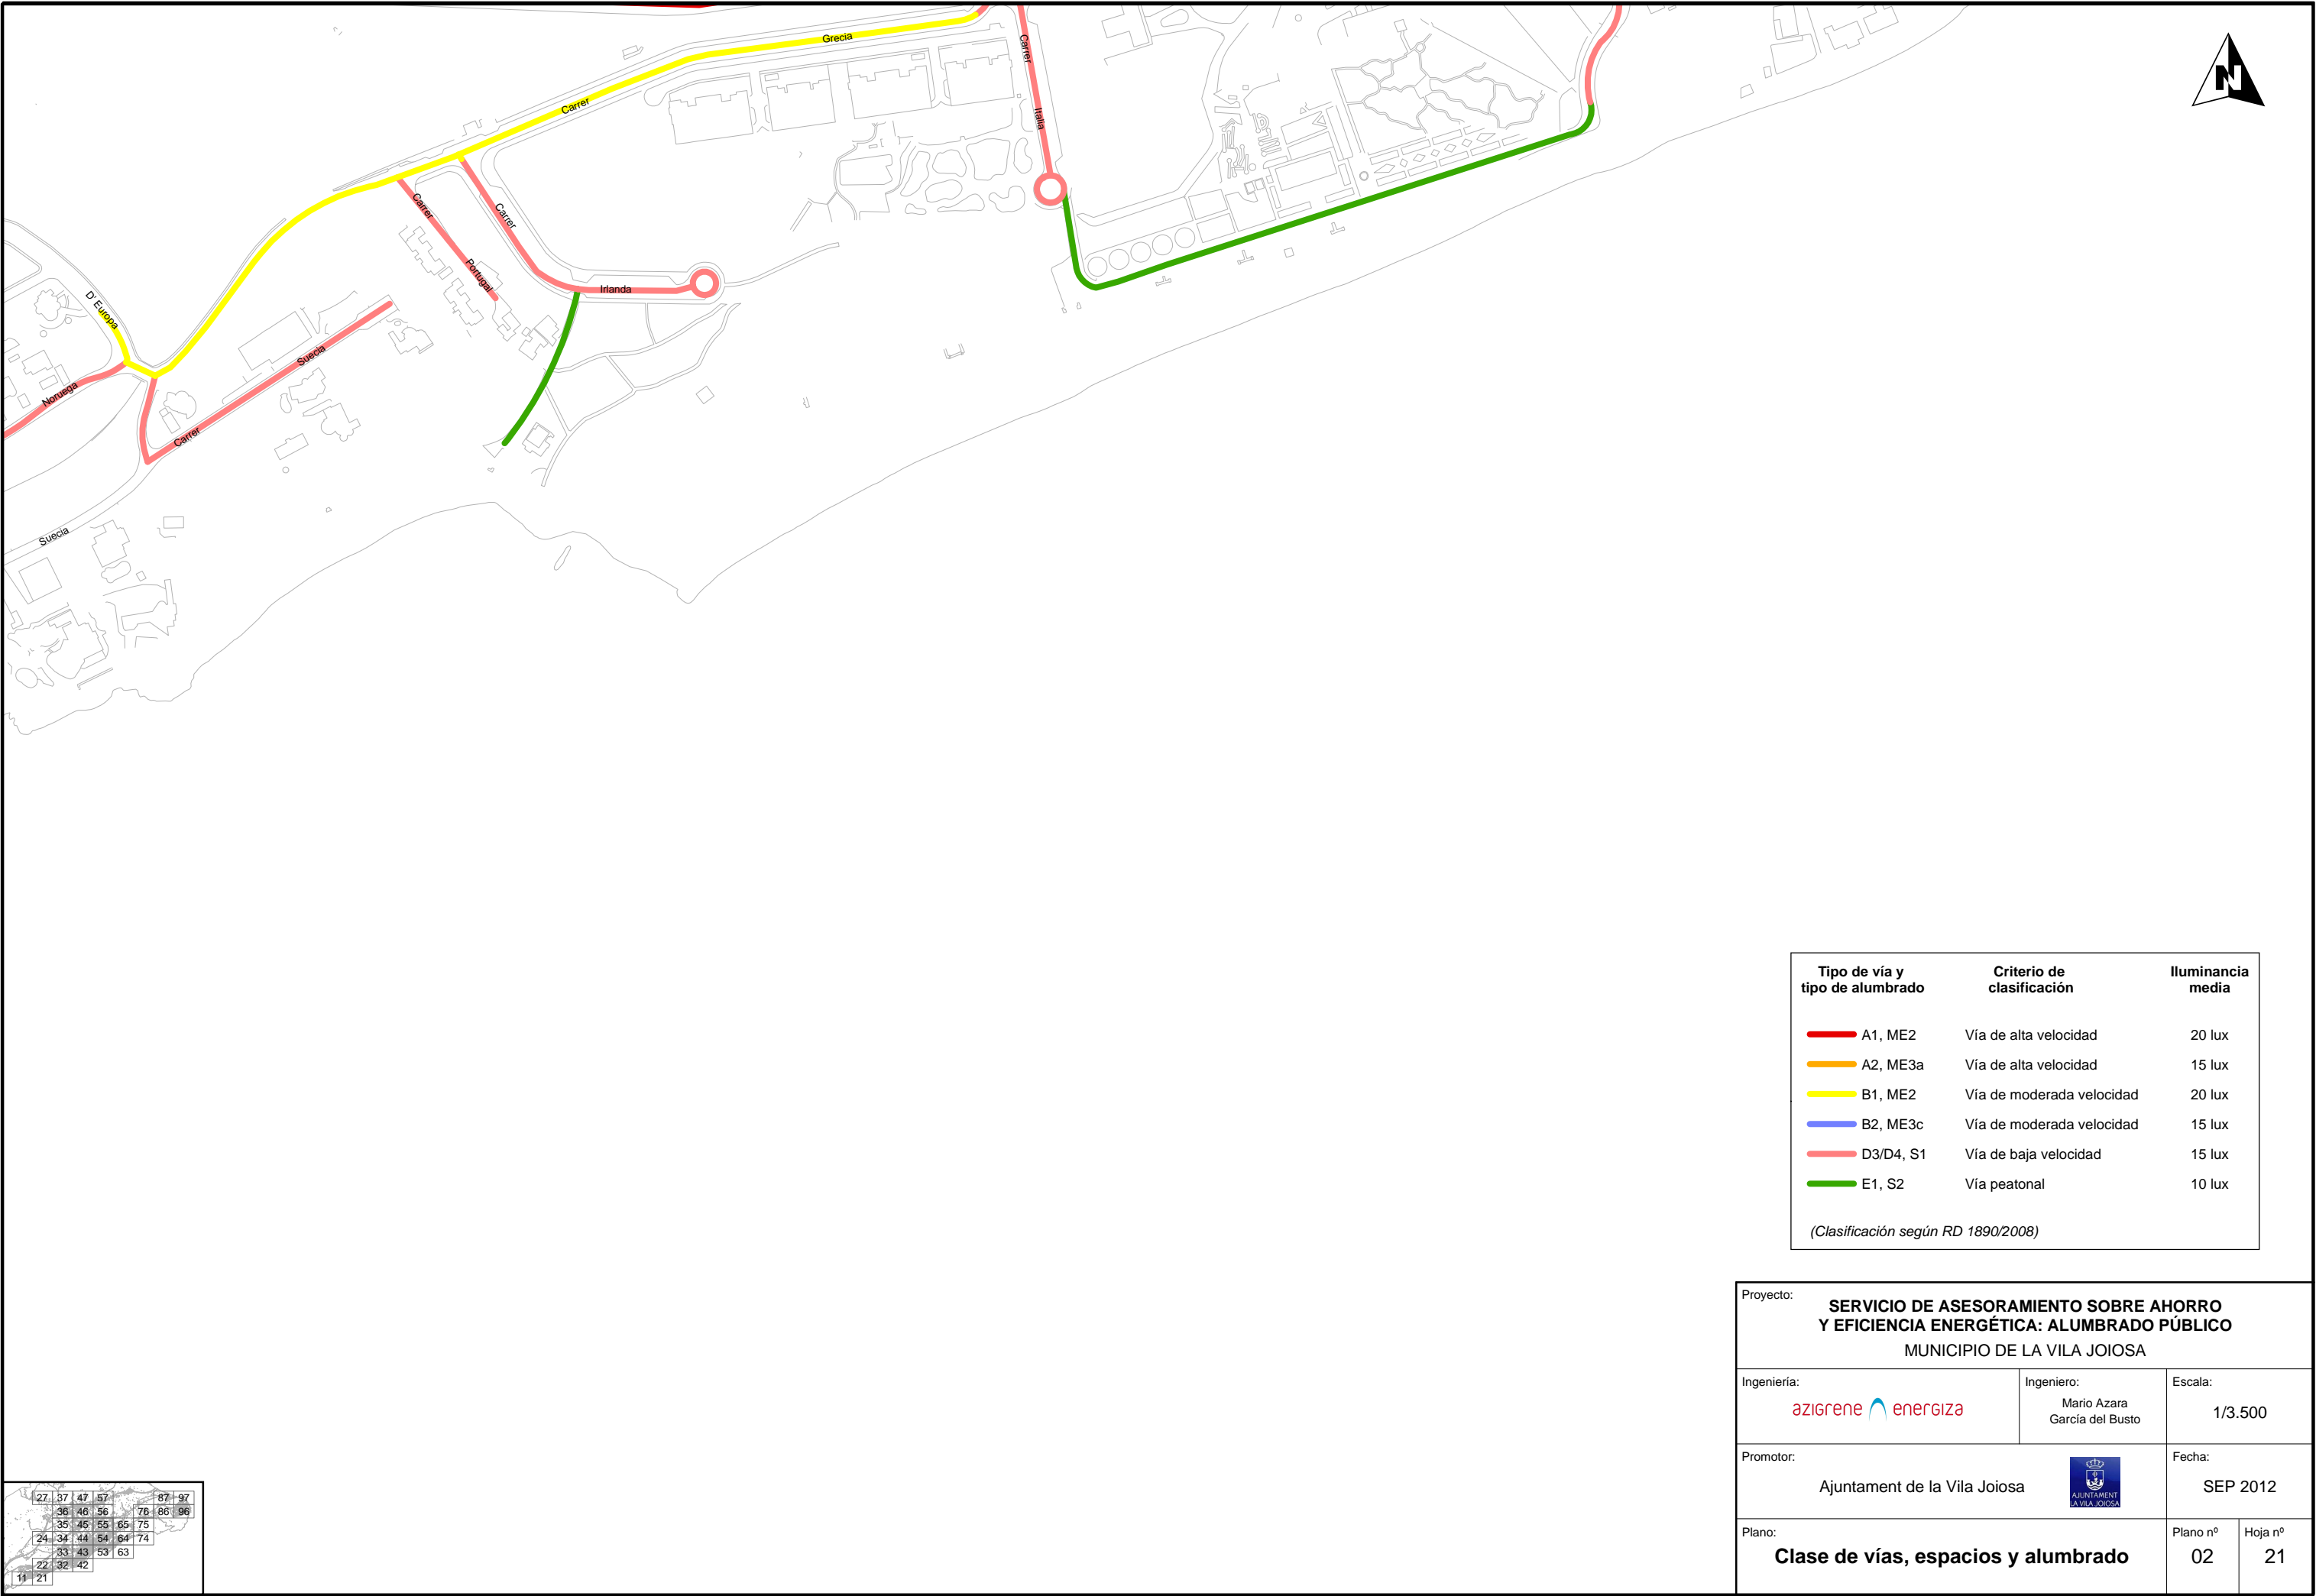 Grecia
Carrer
Carrer
Italia
N
Carrer
Carrer
Portugal
Irlanda
D' Europa
Suecia
Noruega
Carrer
Suecia
Tipo de vía y tipo de alumbrado
Criterio de clasificación
Iluminancia media
A1, ME2 Vía de alta velocidad 20 lux
A2, ME3a Vía de alta velocidad 15 lux
B1, ME2 Vía de moderada velocidad 20 lux
B2, ME3c Vía de moderada velocidad 15 lux
D3/D4, S1 Vía de baja velocidad 15 lux
E1, S2 Vía peatonal 10 lux
(Clasificación según RD 1890/2008)
Proyecto:
SERVICIO DE ASESORAMIENTO SOBRE AHORRO
Y EFICIENCIA ENERGÉTICA: ALUMBRADO PÚBLICO
MUNICIPIO DE LA VILA JOIOSA
Ingeniería:
azigrene energiza
Ingeniero:
Mario Azara
García del Busto
Escala:
1/3.500
Promotor:
Ajuntament de la Vila Joiosa
AJUNTAMENT
LA VILA JOIOSA
Fecha:
SEP 2012
Plano:
Clase de vías, espacios y alumbrado
Plano nº
02
Hoja nº
21
27 37 47 57 87 97
36 46 56 76 86 96
35 45 55 65 75
24 34 44 54 64 74
33 43 53 63
22 32 42
11 21